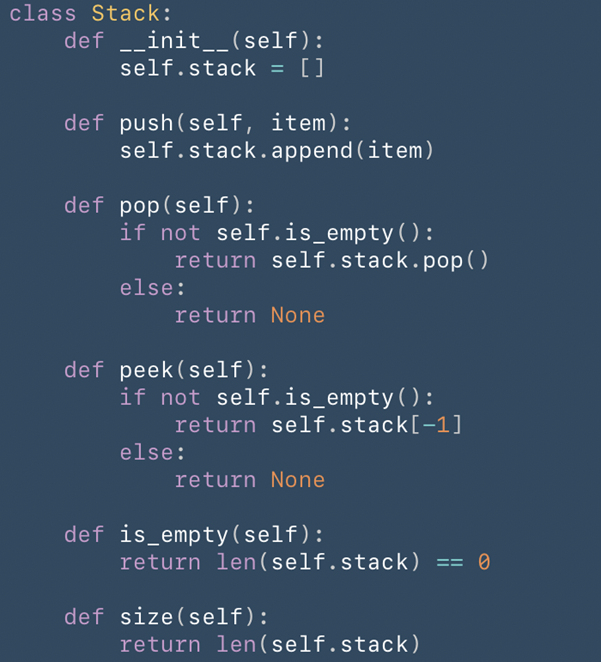 class Stack:
    def __init__(self):
        self.stack = []

    def push(self, item):
        self.stack.append(item)

    def pop(self):
        if not self.is_empty():
            return self.stack.pop()
        else:
            return None

    def peek(self):
        if not self.is_empty():
            return self.stack[-1]
        else:
            return None

    def is_empty(self):
        return len(self.stack) == 0

    def size(self):
        return len(self.stack)